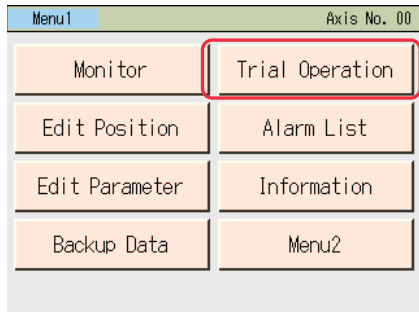 Menu1 Axis No. 00
Monitor Trial Operation
Edit Position Alarm List
Edit Parameter Information
Backup Data Menu2